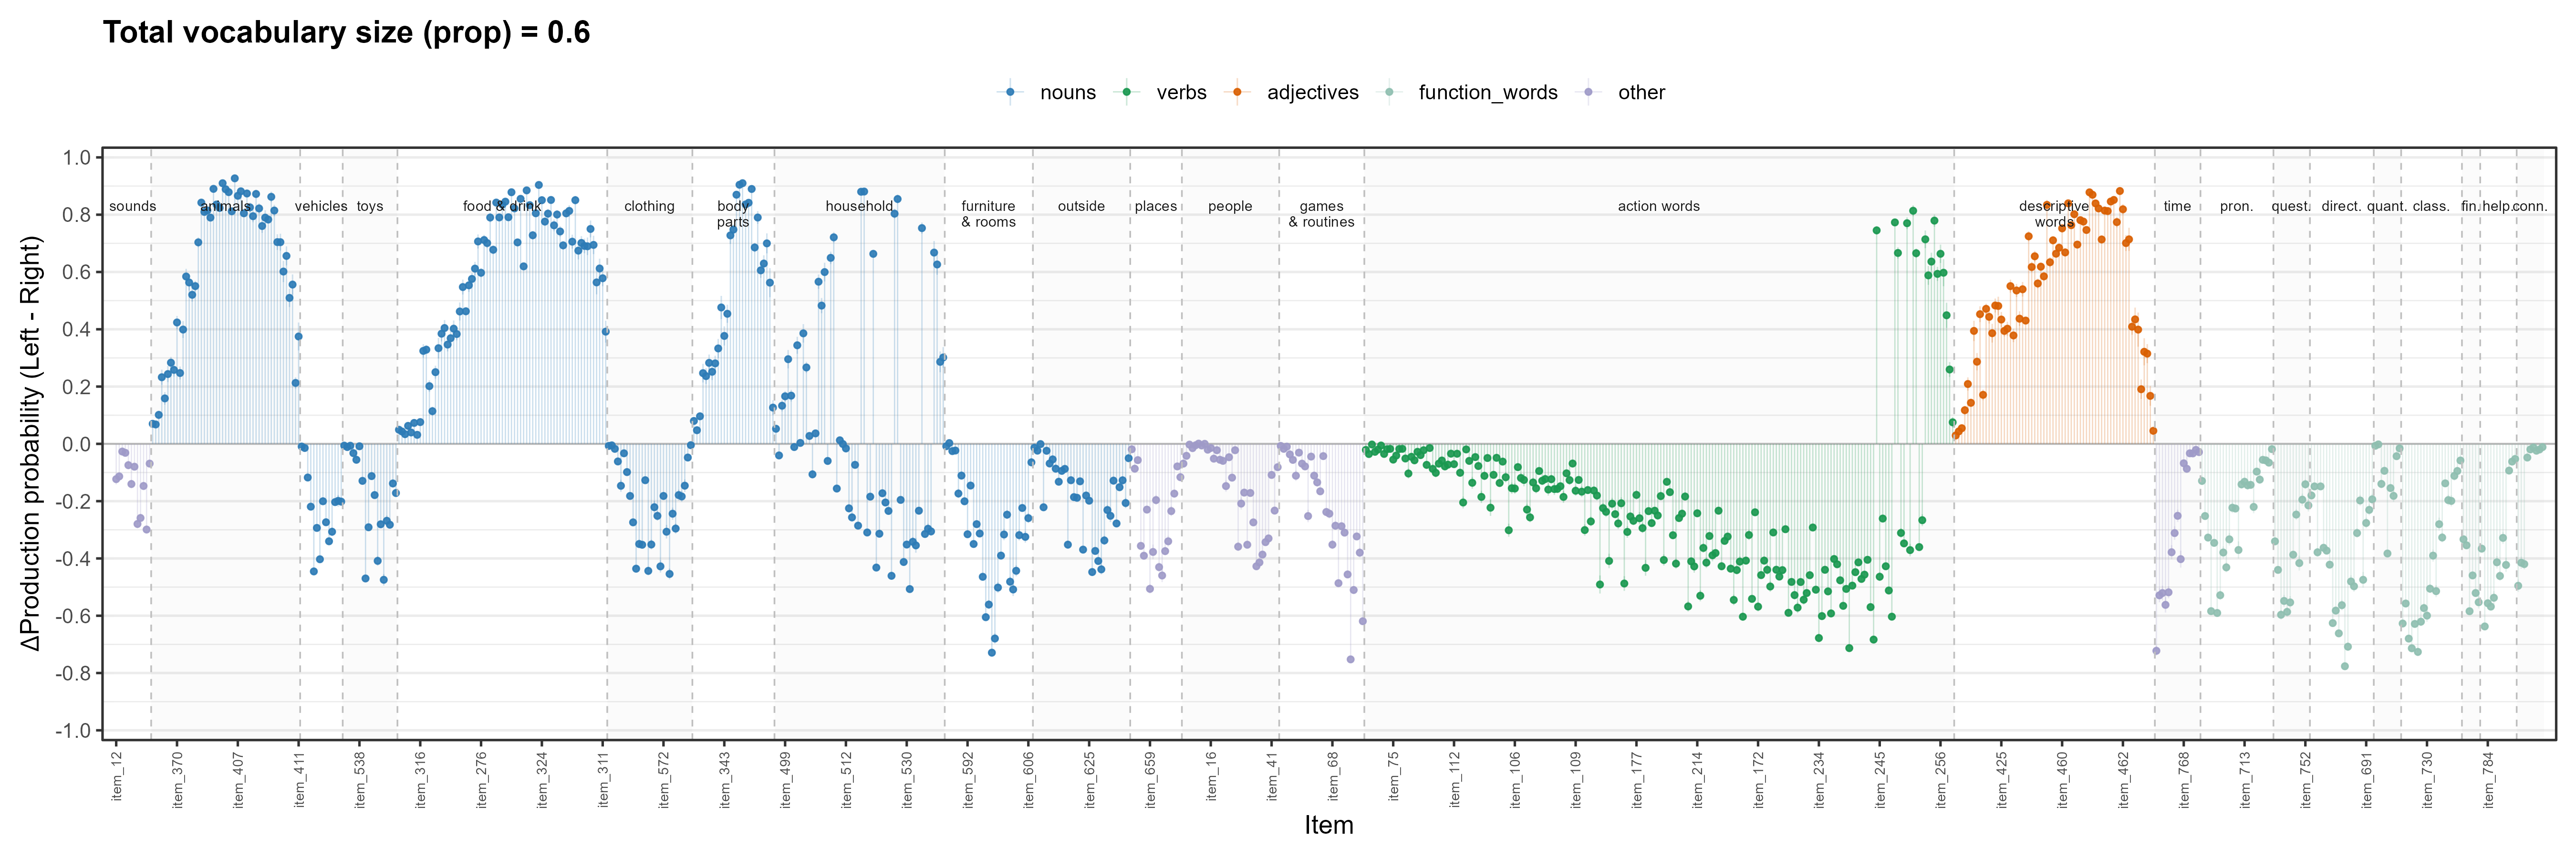 Total vocabulary size (prop) = 0.6
nouns verbs adjectives function_words other
ΔProduction probability (Left - Right)
1.0
0.8
0.6
0.4
0.2
0.0
-0.2
-0.4
-0.6
-0.8
-1.0
sounds animals vehicles toys food & drink clothing body household furniture outside places people games action words descriptive time pron. quest. direct. quant. class. fin. help. conn.
parts & rooms & routines words
item_12 item_370 item_407 item_411 item_538 item_316 item_276 item_324 item_311 item_572 item_343 item_499 item_512 item_530 item_592 item_606 item_625 item_658 item_16 item_41 item_68 item_75 item_112 item_106 item_109 item_177 item_214 item_172 item_234 item_245 item_256 item_425 item_460 item_462 item_768 item_713 item_752 item_691 item_730 item_784
Item